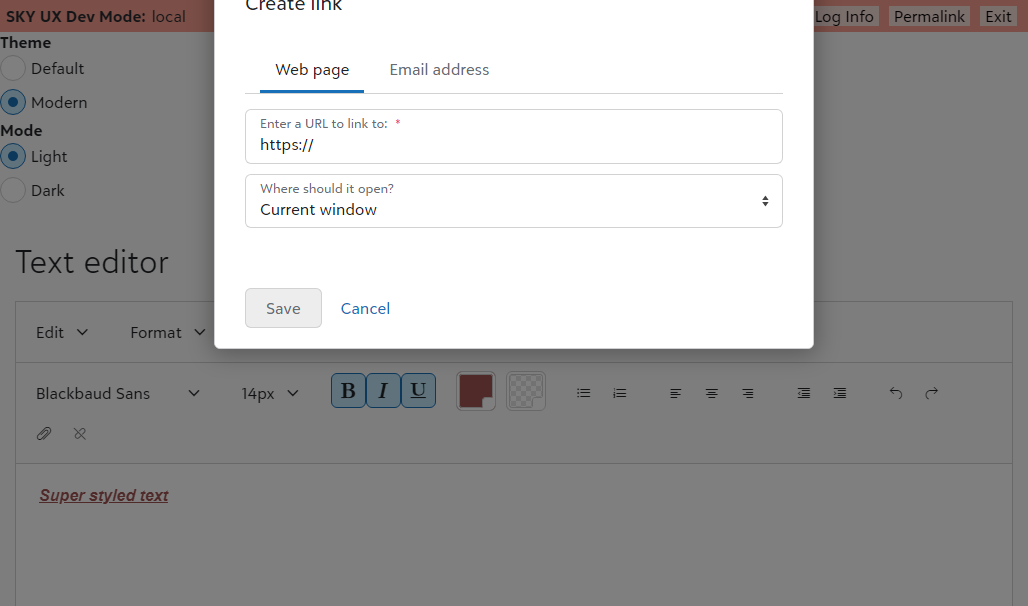 SKY UX Dev Mode: local
Log Info Permalink Exit
Create link
Theme
Default
Modern
Mode
Light
Dark
Web page Email address
Enter a URL to link to: *
https://
Where should it open?
Current window
Save Cancel
Text editor
Edit Format
Blackbaud Sans 14px B I U
Super styled text